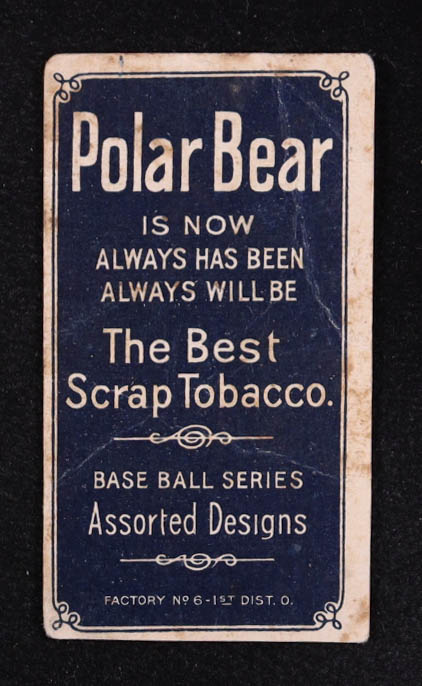 Polar Bear
IS NOW
ALWAYS HAS BEEN
ALWAYS WILL BE
The Best
Scrap Tobacco.
BASE BALL SERIES
Assorted Designs
FACTORY Nº 6-1ST DIST. O.